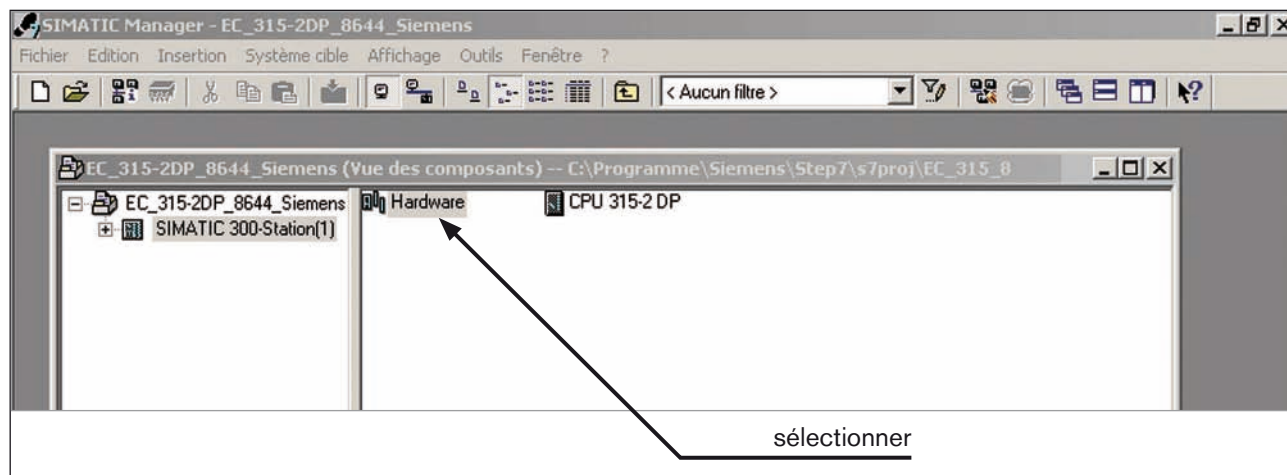 SIMATIC Manager - EC_315-2DP_8644_Siemens
Fichier Edition Insertion Système cible Affichage Outils Fenêtre ?
< Aucun filtre >
EC_315-2DP_8644_Siemens (Vue des composants) -- C:\Programme\Siemens\Step7\s7proj\EC_315_8
EC_315-2DP_8644_Siemens
SIMATIC 300-Station(1)
Hardware
CPU 315-2 DP
sélectionner